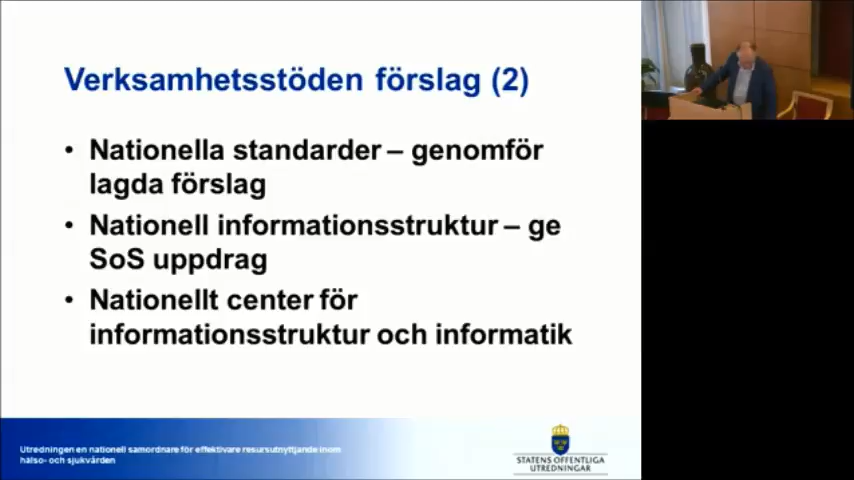 Verksamhetsstöden förslag (2)
• Nationella standarder – genomför
lagda förslag
• Nationell informationsstruktur – ge
SoS uppdrag
• Nationellt center för
informationsstruktur och informatik
Utredningen en nationell samordnare för effektivare resursutnyttjande inom
hälso- och sjukvården
STATENS OFFENTLIGA
UTREDNINGAR